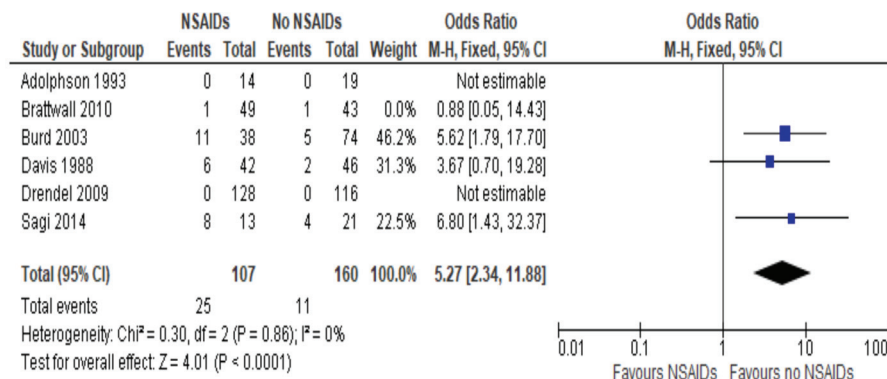 NSAIDs No NSAIDs Odds Ratio Odds Ratio
Study or Subgroup Events Total Events Total Weight M-H, Fixed, 95% CI M-H, Fixed, 95% CI
Adolphson 1993 0 14 0 19 Not estimable
Brattwall 2010 1 49 1 43 0.0% 0.88 [0.05, 14.43]
Burd 2003 11 38 5 74 46.2% 5.62 [1.79, 17.70]
Davis 1988 6 42 2 46 31.3% 3.67 [0.70, 19.28]
Drendel 2009 0 128 0 116 Not estimable
Sagi 2014 8 13 4 21 22.5% 6.80 [1.43, 32.37]
Total (95% CI) 107 160 100.0% 5.27 [2.34, 11.88]
Total events 25 11
Heterogeneity: Chi² = 0.30, df = 2 (P = 0.86); I² = 0%
Test for overall effect: Z = 4.01 (P < 0.0001)
0.01 0.1 1 10 100
Favours NSAIDs Favours no NSAIDs